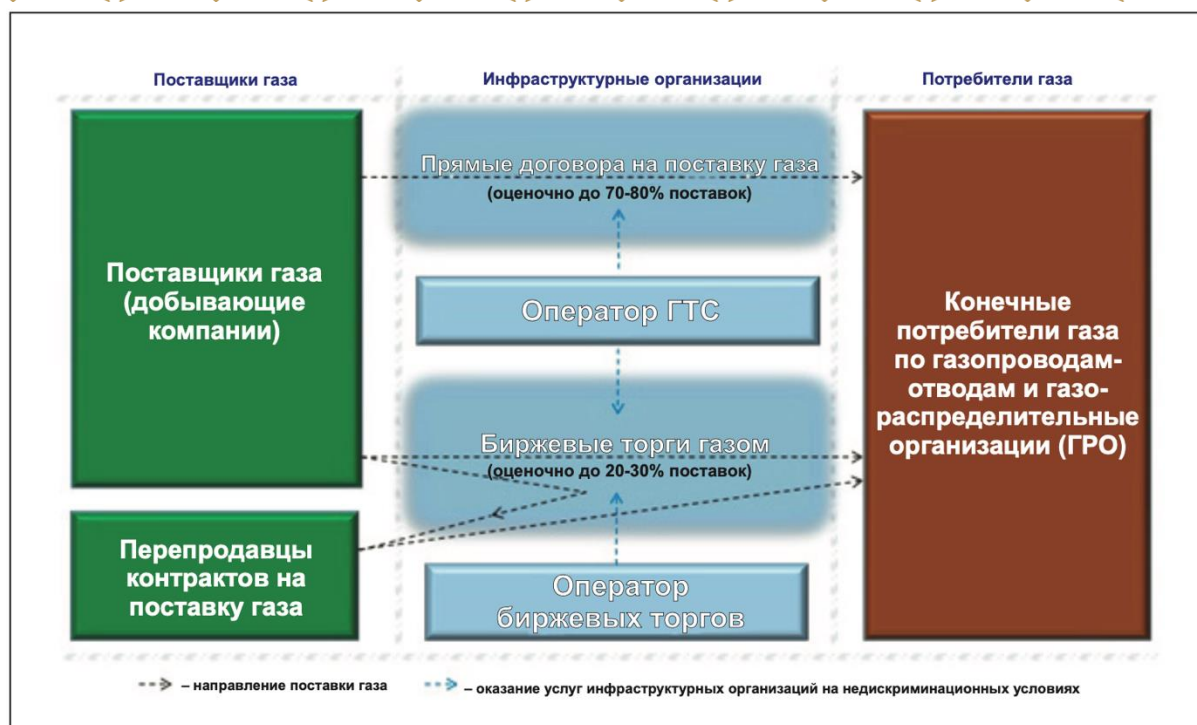 Поставщики газа
Инфраструктурные организации
Потребители газа
Поставщики газа
(добывающие
компании)
Перепродавцы
контрактов на
поставку газа
Прямые договора на поставку газа
(оценочно до 70-80% поставок)
Оператор ГТС
Биржевые торги газом
(оценочно до 20-30% поставок)
Оператор
биржевых торгов
Конечные
потребители газа
по газопроводам-
отводам и газо-
распределительные
организации (ГРО)
– направление поставки газа
– оказание услуг инфраструктурных организаций на недискриминационных условиях